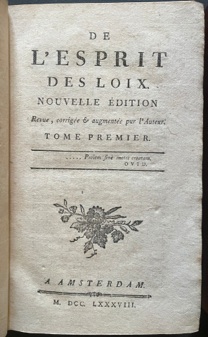 DE
L'ESPRIT
DES LOIX.
NOUVELLE ÉDITION
Revue, corrigée & augmentée par l'Auteur.
TOME PREMIER.
..... Prolem sine matre creatam.
OVID.
A AMSTERDAM.
M. DCC. LXXXVIII.